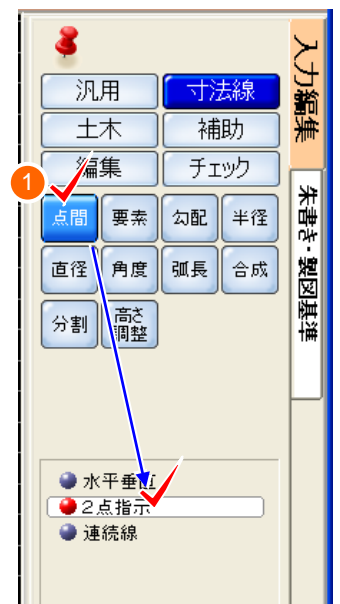 入力編集
朱書き・製図基準
汎用 寸法線
土木 補助
編集 チェック
1
点間 要素 勾配 半径
直径 角度 弧長 合成
分割 高さ調整
水平垂直
2点指示
連続線